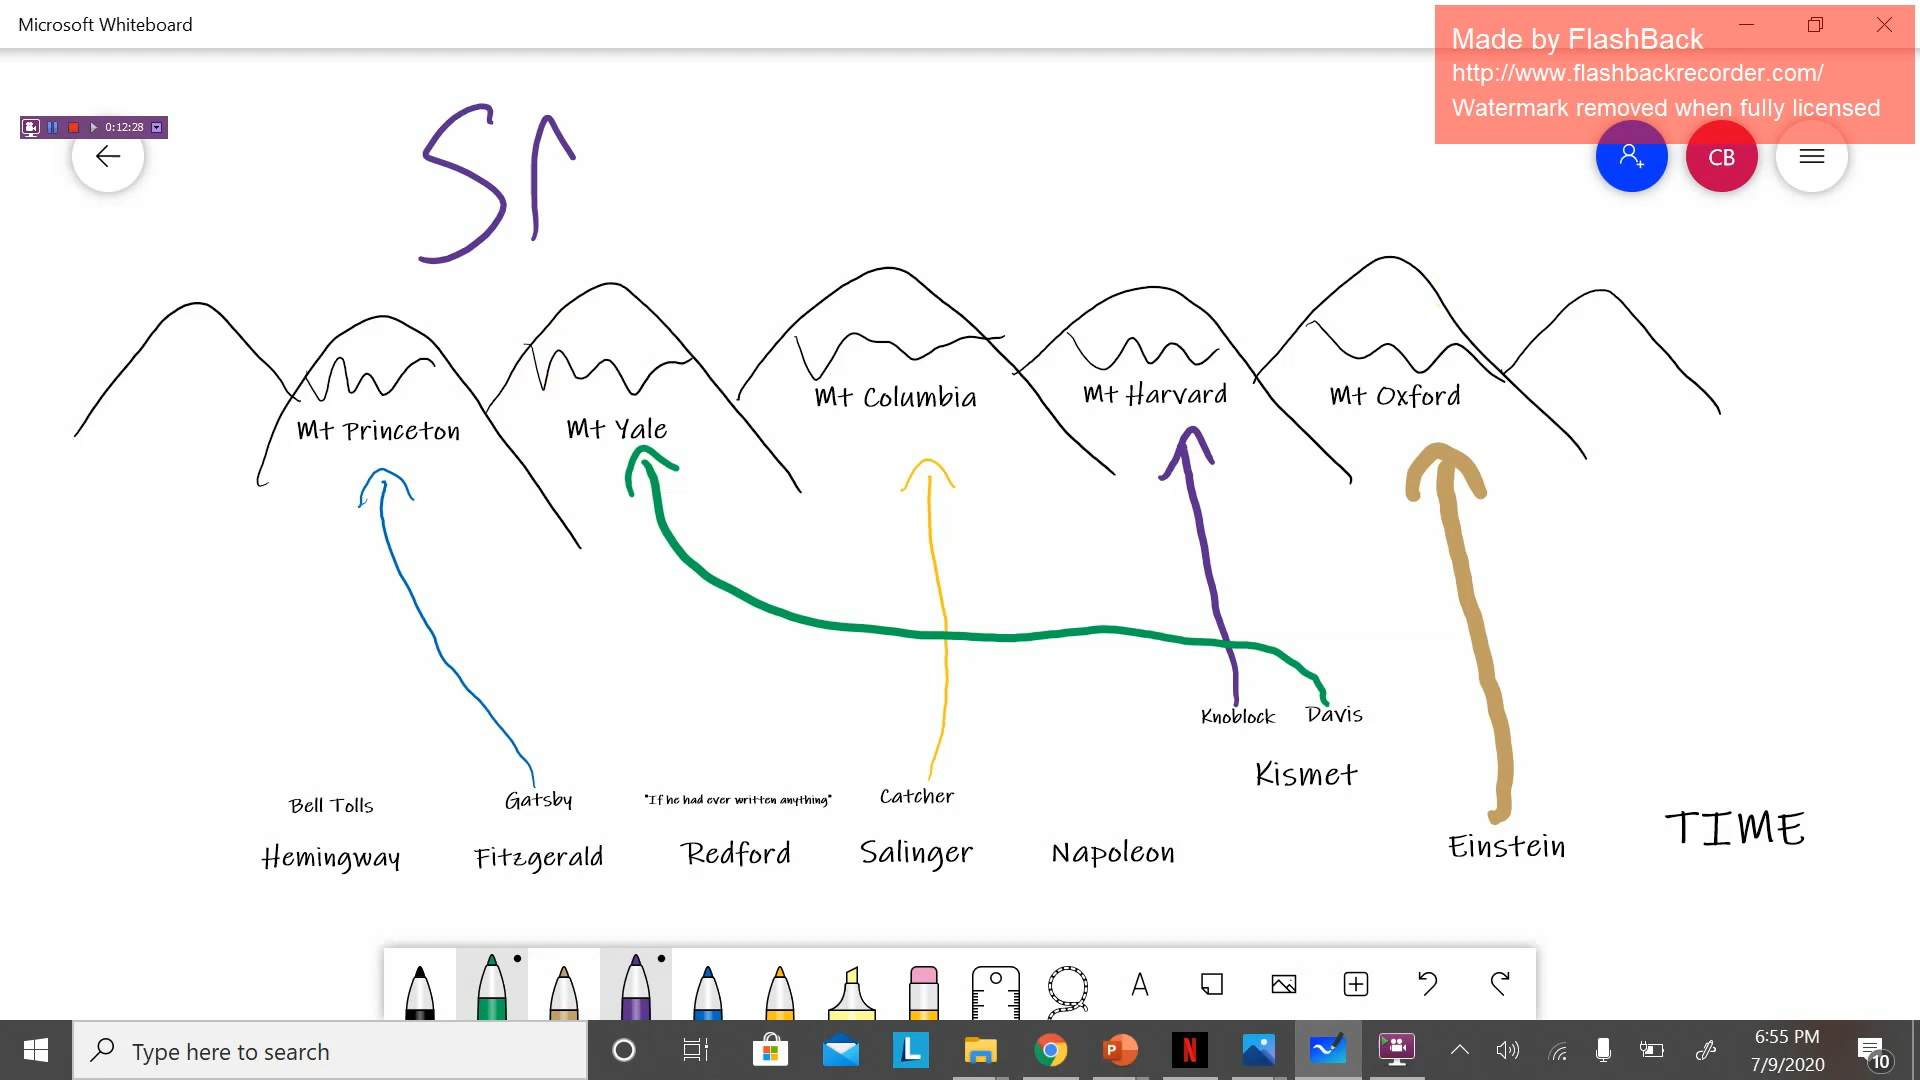 Microsoft Whiteboard
Made by FlashBack
http://www.flashbackrecorder.com/
Watermark removed when fully licensed
0:12:28
CB
Mt Princeton
Mt Yale
Mt Columbia
Mt Harvard
Mt Oxford
Knoblock
Davis
Kismet
Bell Tolls
Gatsby
"If he had ever written anything"
Catcher
Hemingway
Fitzgerald
Redford
Salinger
Napoleon
Einstein
TIME
Type here to search
6:55 PM
7/9/2020
10